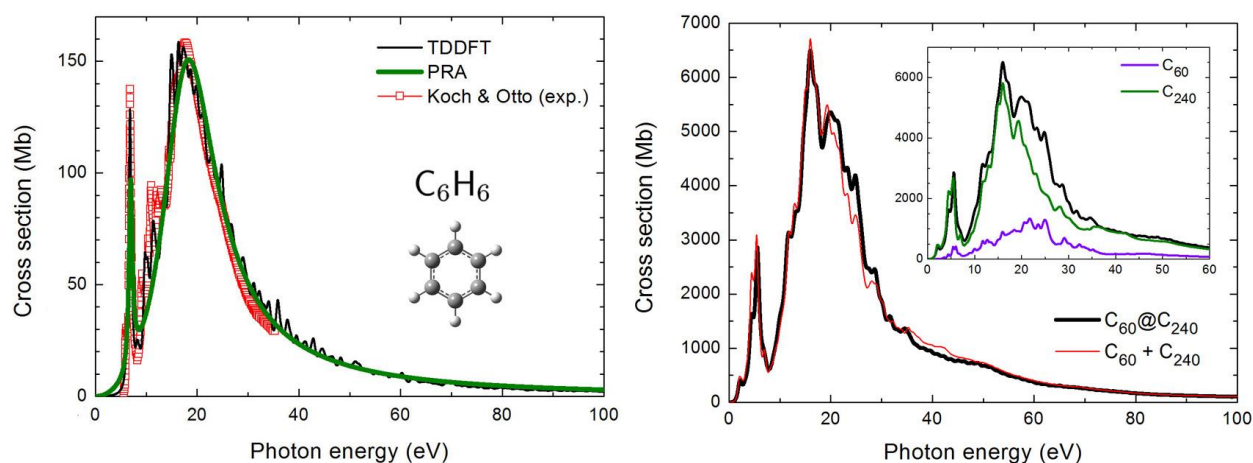 TDDFT
PRA
Koch & Otto (exp.)
C6H6
150
100
50
0
0 20 40 60 80 100
Cross section (Mb)
Photon energy (eV)
7000
6000
5000
4000
3000
2000
1000
0
0 20 40 60 80 100
Cross section (Mb)
Photon energy (eV)
C60
C240
6000
4000
2000
0
0 10 20 30 40 50 60
C60@C240
C60 + C240